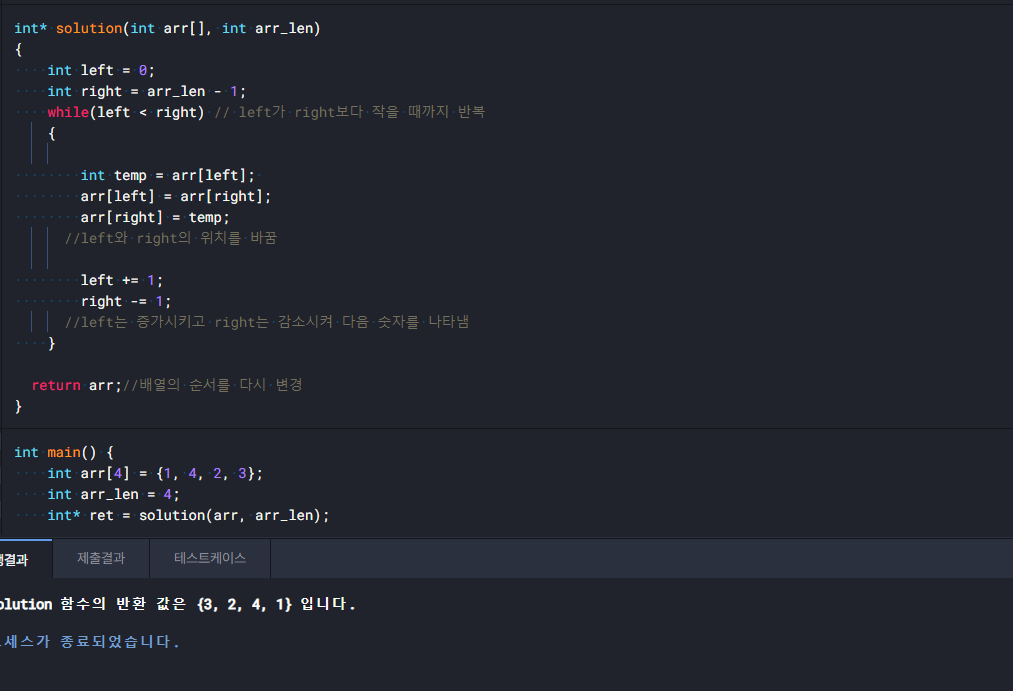 int* solution(int arr[], int arr_len)
{
int left = 0;
int right = arr_len - 1;
while(left < right) // left가 right보다 작을 때까지 반복
{
int temp = arr[left];
arr[left] = arr[right];
arr[right] = temp;
//left와 right의 위치를 바꿈
left += 1;
right -= 1;
//left는 증가시키고 right는 감소시켜 다음 숫자를 나타냄
}
return arr;//배열의 순서를 다시 변경
}
int main() {
int arr[4] = {1, 4, 2, 3};
int arr_len = 4;
int* ret = solution(arr, arr_len);
결과 제출결과 테스트케이스
olution 함수의 반환 값은 {3, 2, 4, 1} 입니다.
세스가 종료되었습니다.